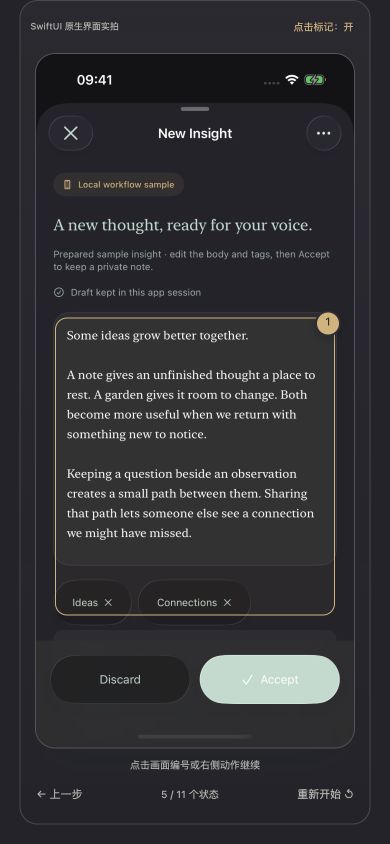 SwiftUI 原生界面实拍
点击标记：开
09:41
New Insight
Local workflow sample
A new thought, ready for your voice.
Prepared sample insight · edit the body and tags, then Accept
to keep a private note.
Draft kept in this app session
1
Some ideas grow better together.
A note gives an unfinished thought a place to
rest. A garden gives it room to change. Both
become more useful when we return with
something new to notice.
Keeping a question beside an observation
creates a small path between them. Sharing
that path lets someone else see a connection
we might have missed.
Ideas ×
Connections ×
Discard
✓ Accept
点击画面编号或右侧动作继续
← 上一步
5 / 11 个状态
重新开始 ↺